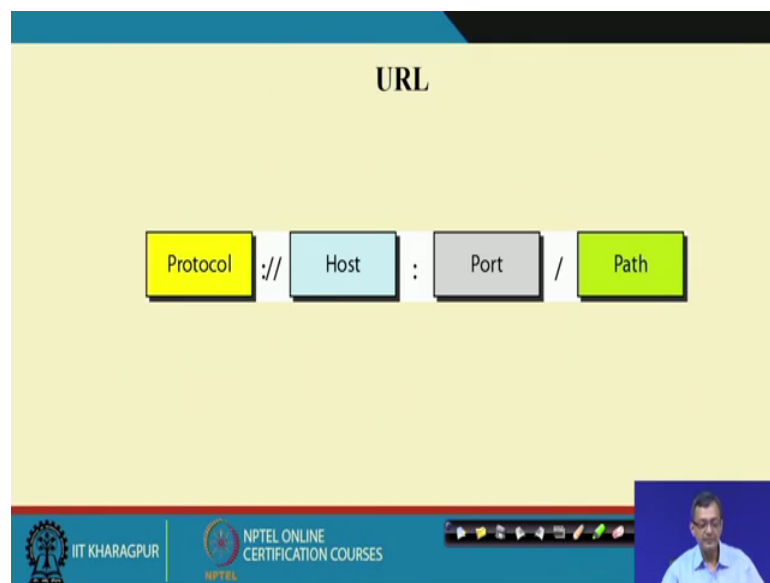 URL
Protocol :// Host : Port / Path
IIT KHARAGPUR
NPTEL
NPTEL ONLINE
CERTIFICATION COURSES